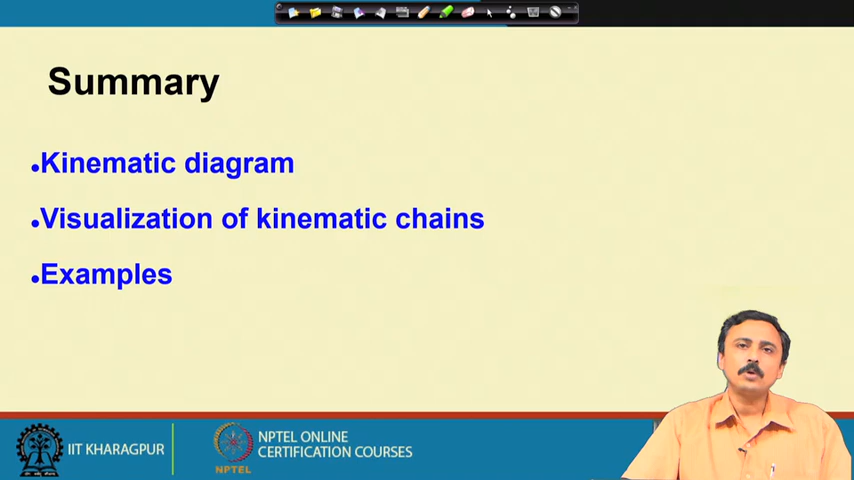 Summary
Kinematic diagram
Visualization of kinematic chains
Examples
IIT KHARAGPUR
NPTEL
NPTEL ONLINE
CERTIFICATION COURSES